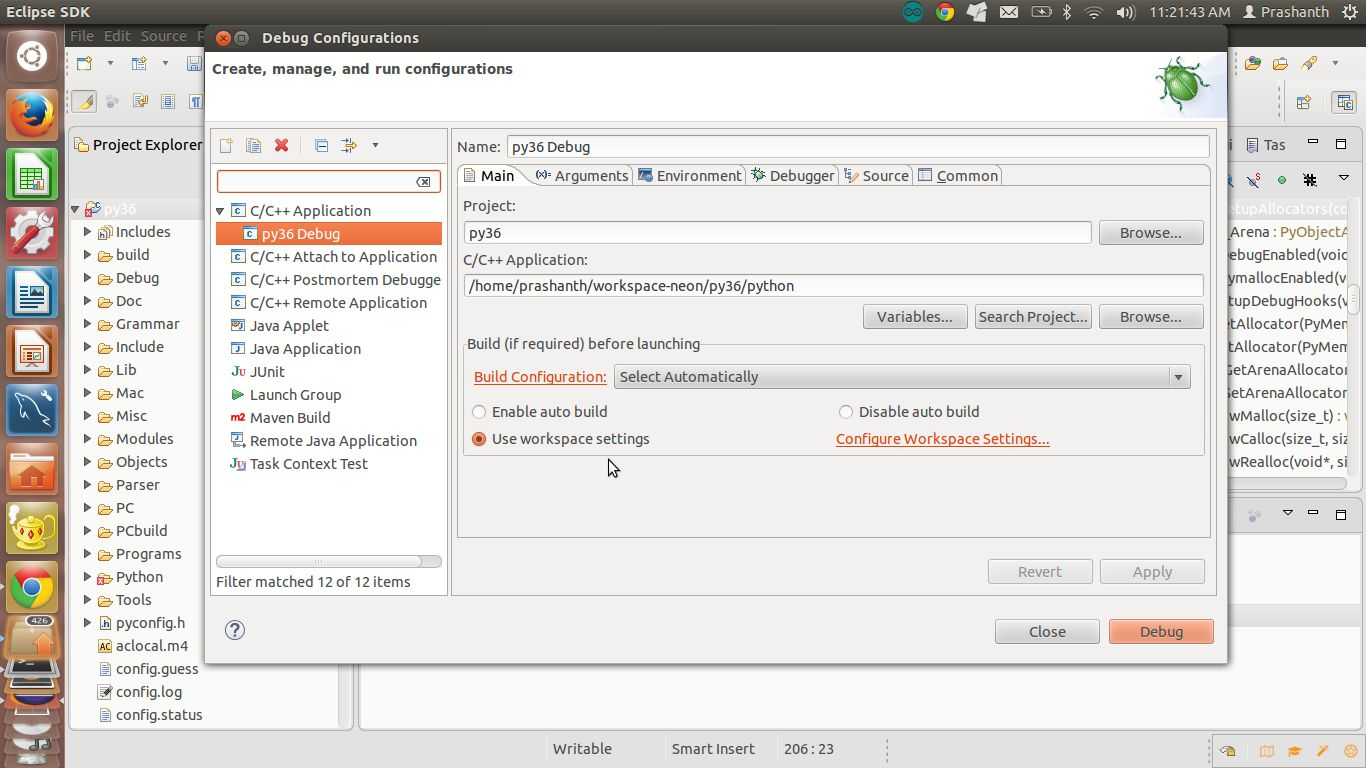 Eclipse SDK
11:21:43 AM Prashanth
File Edit Source
Debug Configurations
Create, manage, and run configurations
Project Explorer
py36
Includes
build
Debug
Doc
Grammar
Include
Lib
Mac
Misc
Modules
Objects
Parser
PC
PCbuild
Programs
Python
Tools
pyconfig.h
aclocal.m4
config.guess
config.log
config.status
426
C/C++ Application
py36 Debug
C/C++ Attach to Application
C/C++ Postmortem Debugge
C/C++ Remote Application
Java Applet
Java Application
JUnit
Launch Group
Maven Build
Remote Java Application
Task Context Test
Filter matched 12 of 12 items
Name: py36 Debug
Main Arguments Environment Debugger Source Common
Project:
py36
Browse...
C/C++ Application:
/home/prashanth/workspace-neon/py36/python
Variables... Search Project... Browse...
Build (if required) before launching
Build Configuration: Select Automatically
Enable auto build Disable auto build
Use workspace settings Configure Workspace Settings...
Revert Apply
Close Debug
Tas
etupAllocators(co
_Arena : PyObjectA
ebugEnabled(voic
ymallocEnabled(
tupDebugHooks(v
etAllocator(PyMem
tAllocator(PyMem
GetArenaAllocator
SetArenaAllocator
wMalloc(size_t) :
wCalloc(size_t, siz
wRealloc(void*, si
Writable Smart Insert 206 : 23